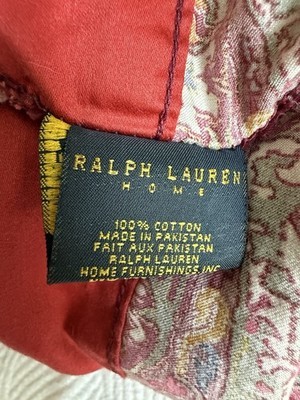 RALPH LAUREN
HOME
100% COTTON
MADE IN PAKISTAN
FAIT AUX PAKISTAN
RALPH LAUREN
HOME FURNISHINGS INC